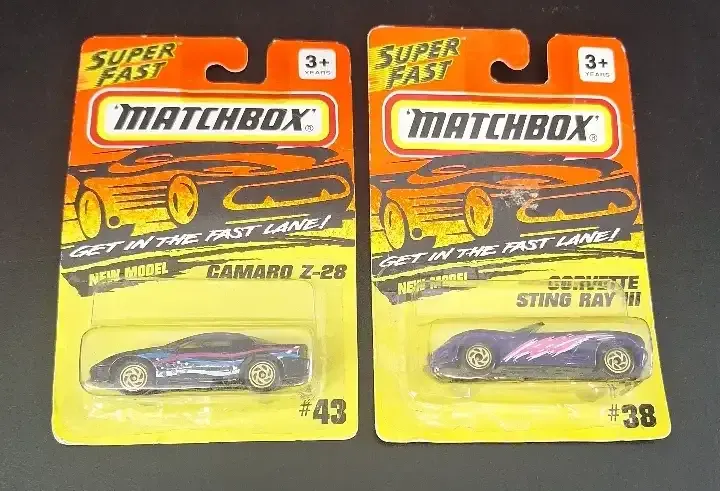 SUPER
FAST
3+
YEARS
"MATCHBOX"®
GET IN THE FAST LANE!
NEW MODEL
CAMARO Z-28
#43
SUPER
FAST
3+
YEARS
"MATCHBOX"®
GET IN THE FAST LANE!
NEW MODEL
CORVETTE
STING RAY III
#38